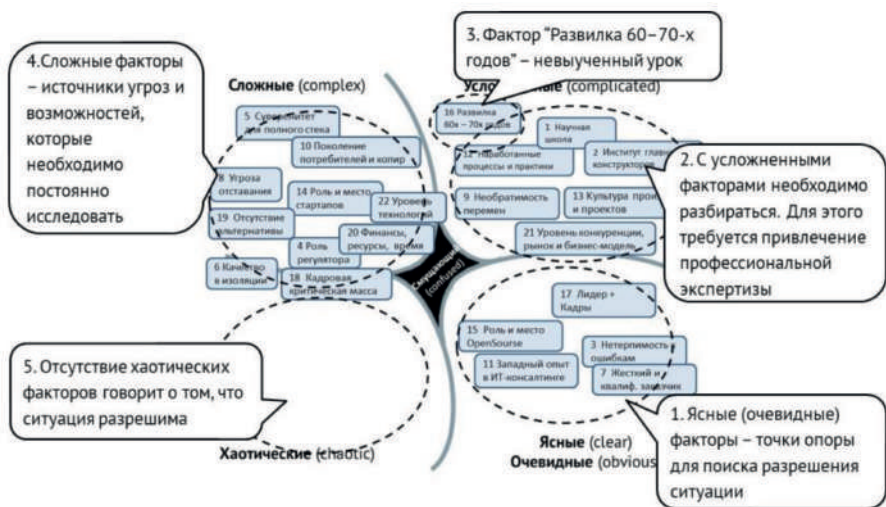 3. Фактор “Развилка 60–70-х
годов” – невыученный урок
4.Сложные факторы
– источники угроз и
возможностей,
которые
необходимо
постоянно
исследовать
Сложные (complex)
(complicated)
5 Суверенитет
для полного стека
10 Поколение
потребителей и копир
8 Угроза
отставания
14 Роль и место
стартапов
22 Уровень
технологий
19 Отсутствие
альтернативы
20 Финансы,
ресурсы, время
4 Роль
регулятора
6 Качество
в изоляции
18 Кадровая
критическая масса
16 Развилка
60х – 70х годов
1 Научная
школа
12 Наработанные
процессы и практики
2 Институт главных
конструкторов
9 Необратимость
перемен
13 Культура
и проектов
21 Уровень конкуренции,
рынок и бизнес-модель
2. С усложненными
факторами необходимо
разбираться. Для этого
требуется привлечение
профессиональной
экспертизы
(confused)
17 Лидер +
Кадры
15 Роль и место
OpenSourse
3 Нетерпимость к
ошибкам
11 Западный опыт
в ИТ-консалтинге
7 Жесткий и
квалиф. заказчик
5. Отсутствие хаотических
факторов говорит о том, что
ситуация разрешима
Хаотические (chaotic)
Ясные (clear)
Очевидные (obvious
1. Ясные (очевидные)
факторы – точки опоры
для поиска разрешения
ситуации